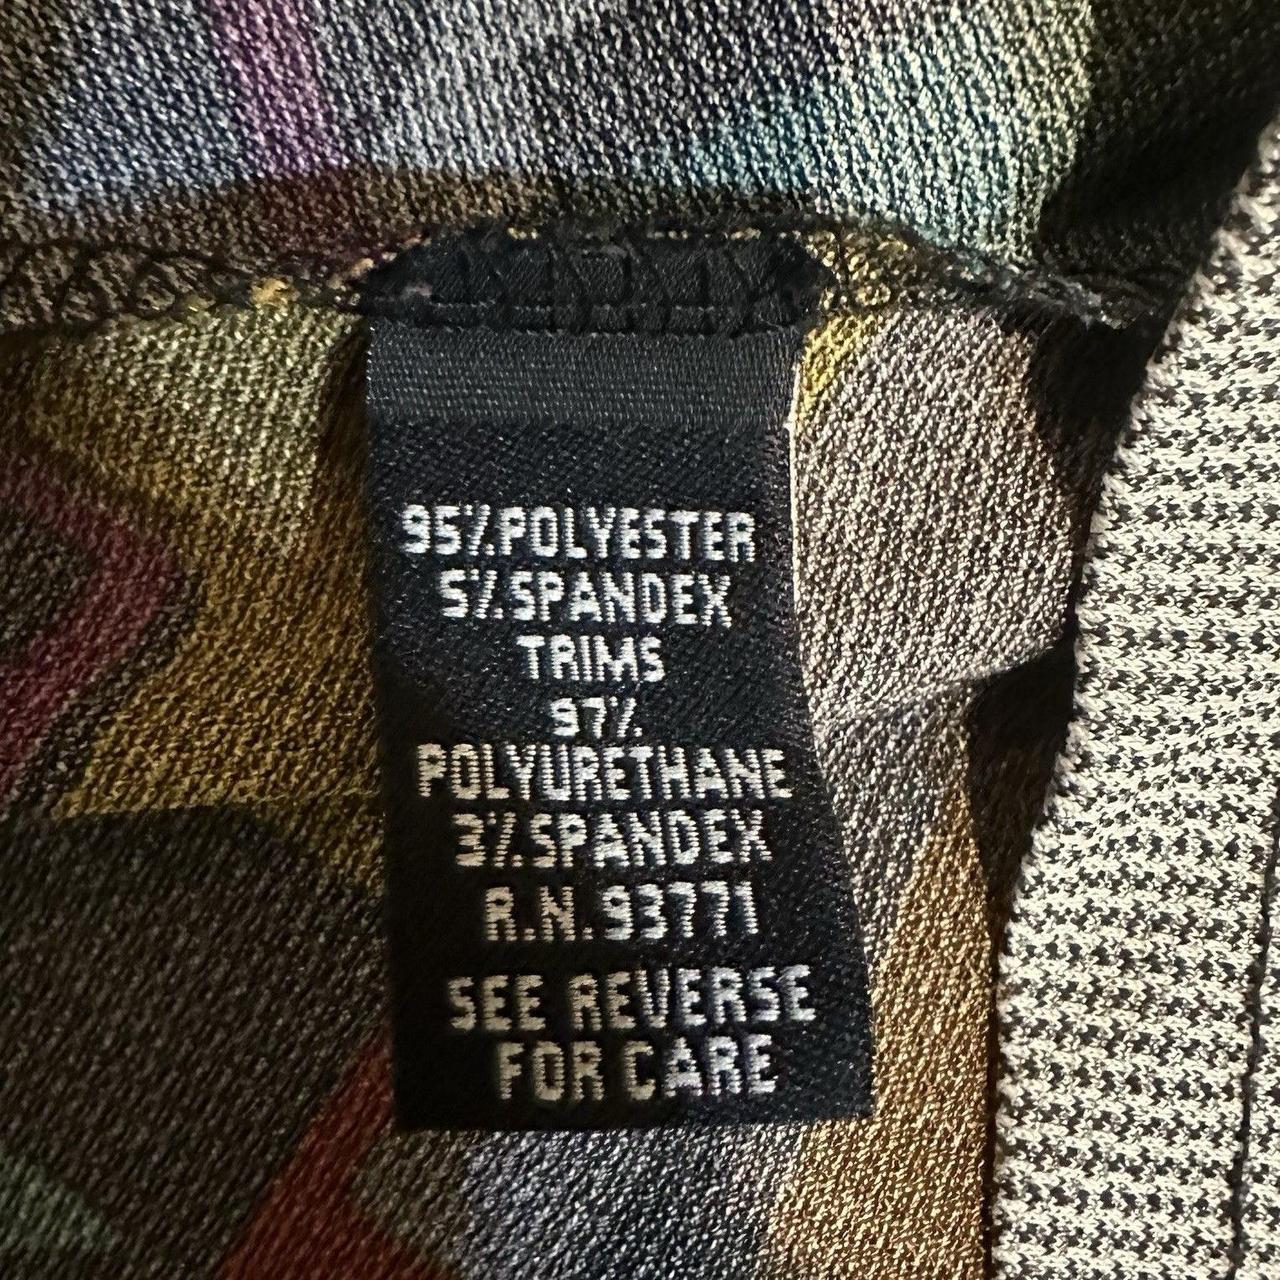 95% POLYESTER
5% SPANDEX
TRIMS
97%
POLYURETHANE
3% SPANDEX
R.N. 93771
SEE REVERSE
FOR CARE